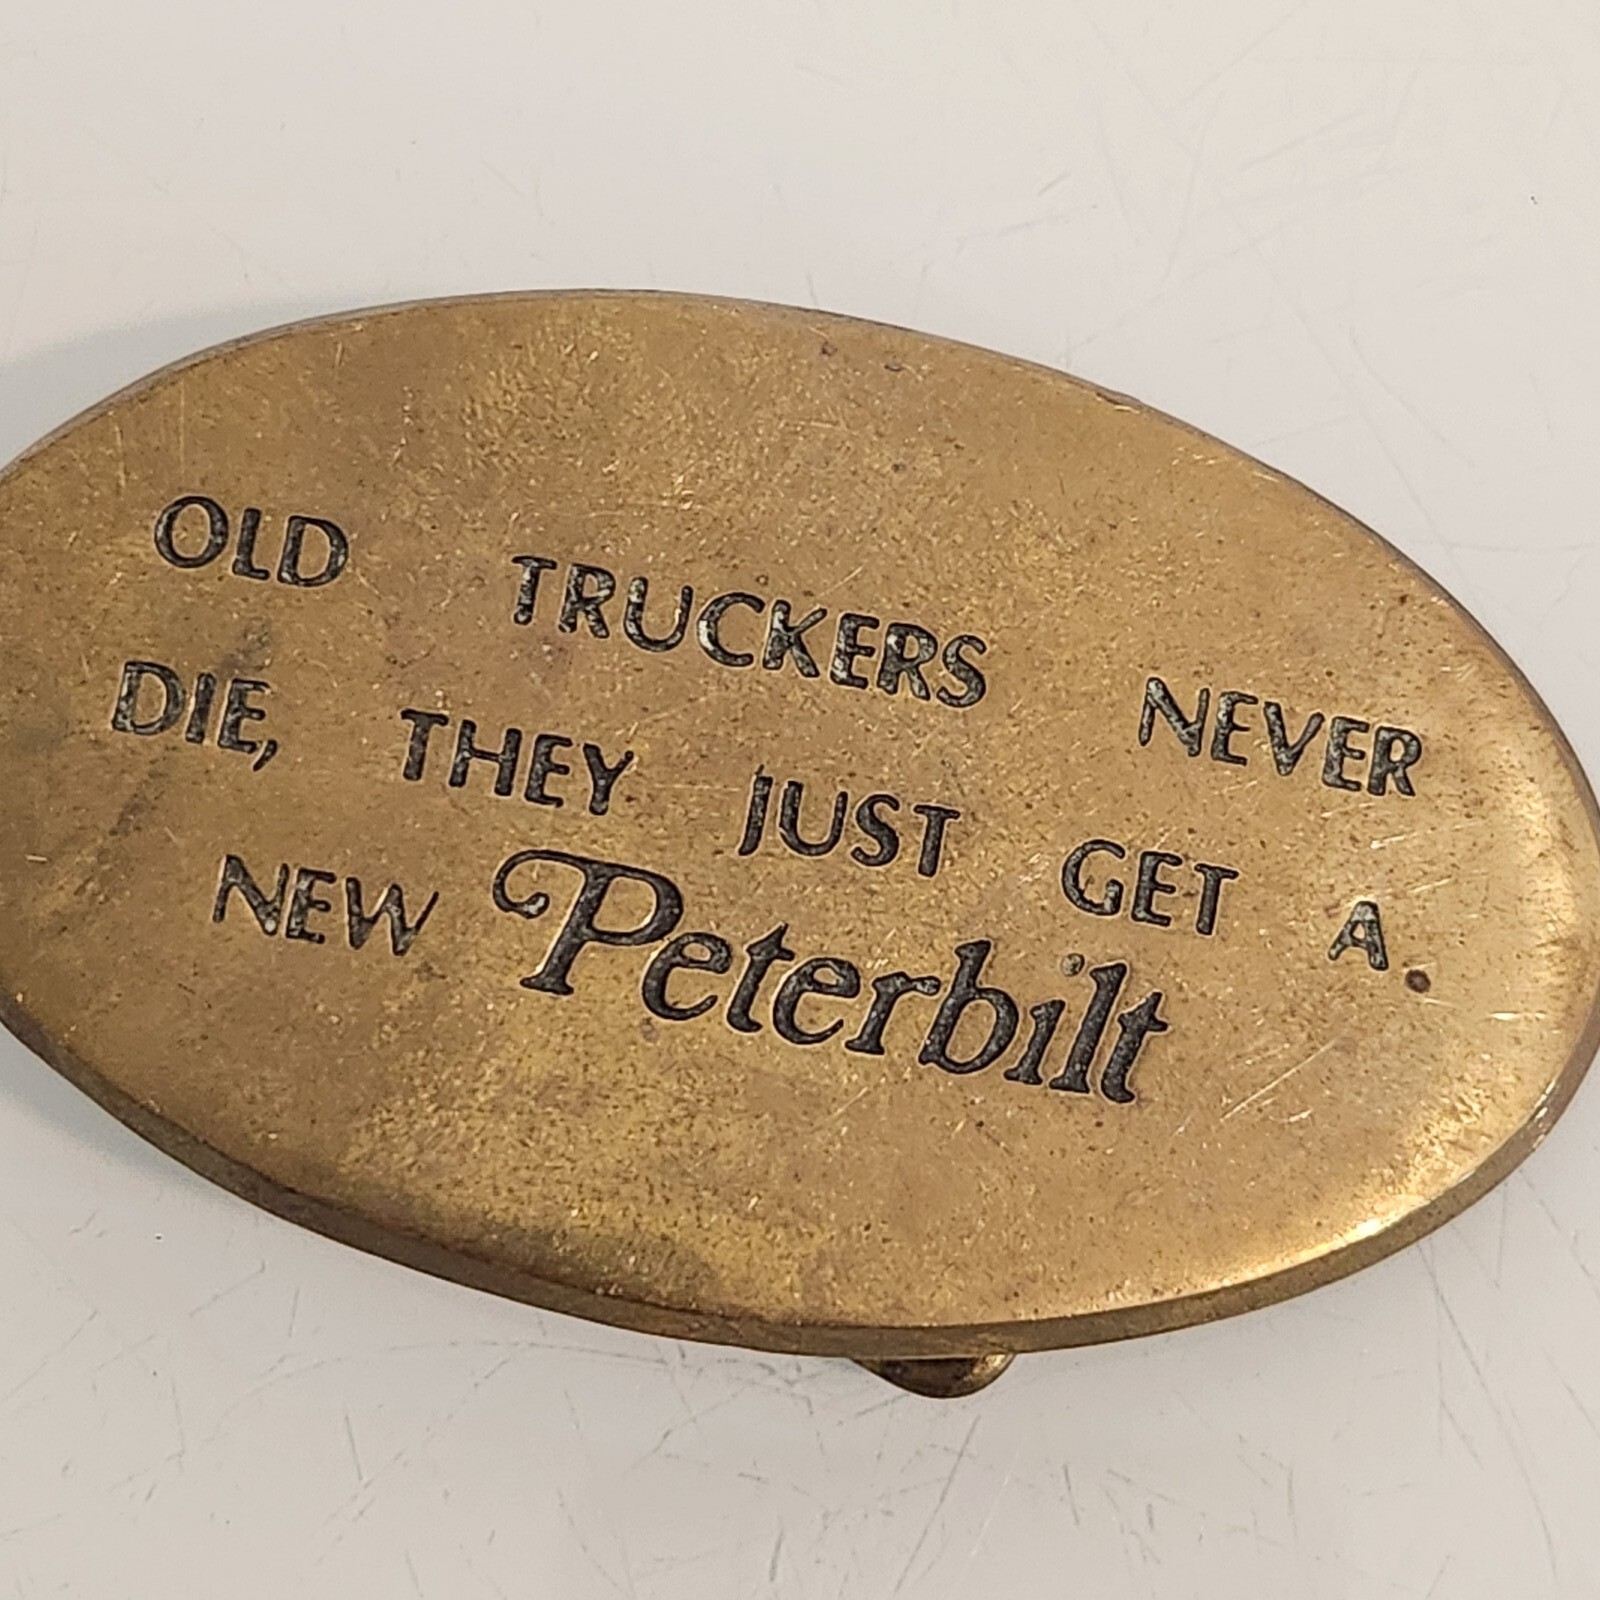 OLD TRUCKERS NEVER
DIE, THEY JUST GET A
NEW Peterbilt